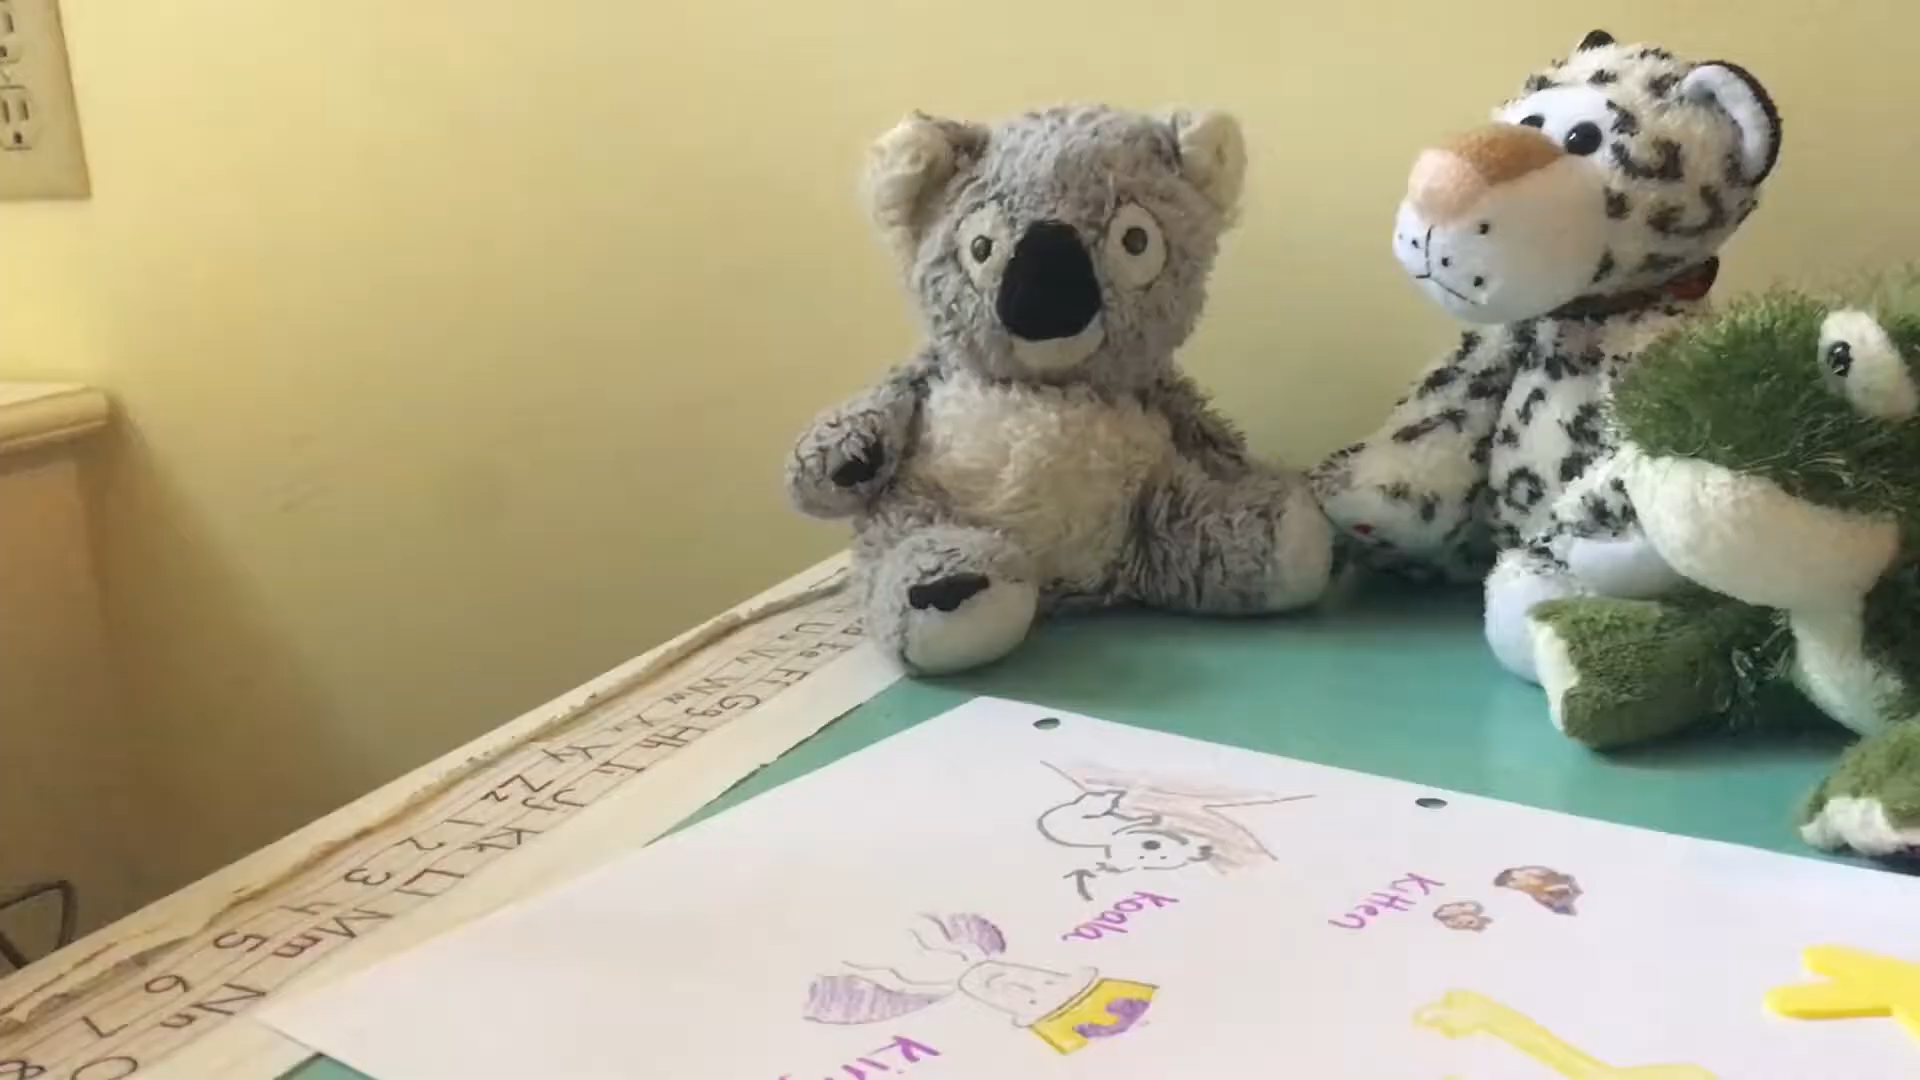 Ee Ff Gg Hh Ii Jj Kk Ll Mm Nn
Vv Ww Xx Yy Zz 1 2 3 4 5 6 7 8
Koala
Kitten